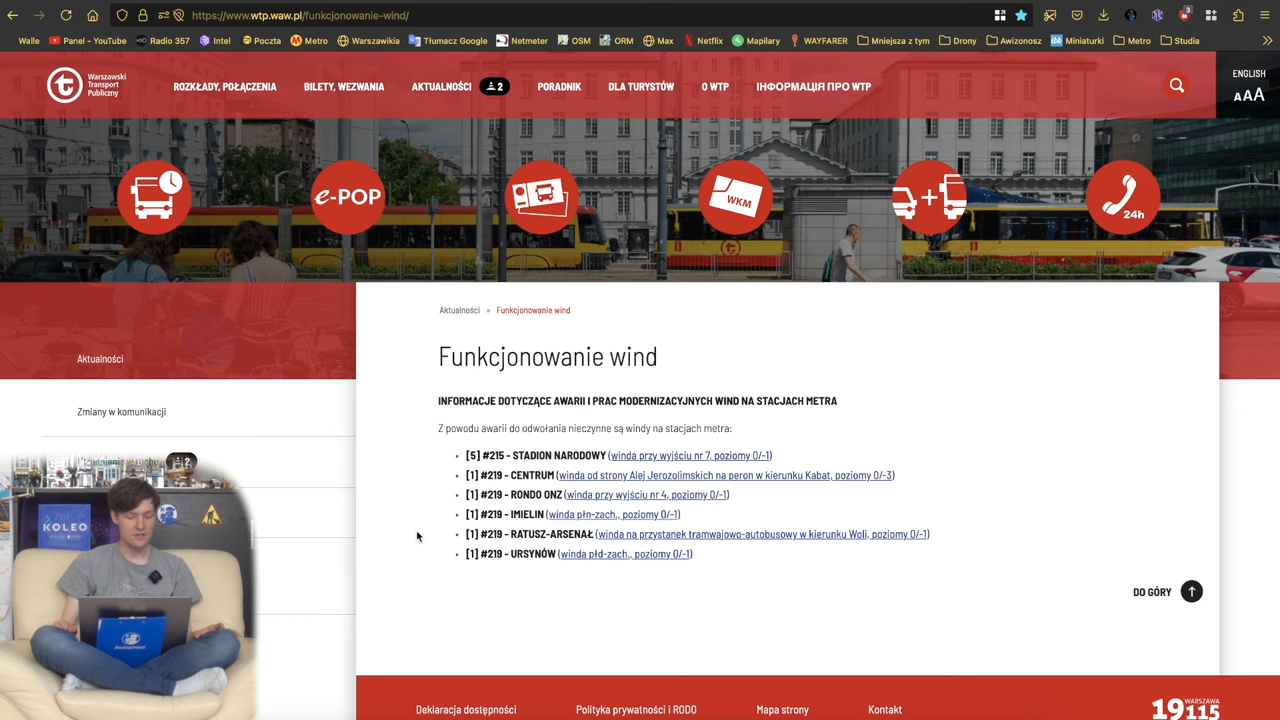 https://www.wtp.waw.pl/funkcjonowanie-wind/
3
Walle
Panel - YouTube
Radio 357
Intel
Poczta
Metro
Warszawikia
Tłumacz Google
Netmeter
OSM
ORM
Max
Netflix
Mapilary
WAYFARER
Mniejsza z tym
Drony
Awizonosz
Miniaturki
Metro
Studia
Warszawski
Transport
Publiczny
ROZKŁADY, POŁĄCZENIA
BILETY, WEZWANIA
AKTUALNOŚCI
2
PORADNIK
DLA TURYSTÓW
O WTP
ІНФОРМАЦІЯ ПРО WTP
ENGLISH
AAA
e-POP
WKM
24h
Aktualności » Funkcjonowanie wind
Funkcjonowanie wind
Aktualności
Zmiany w komunikacji
2
INFORMACJE DOTYCZĄCE AWARII I PRAC MODERNIZACYJNYCH WIND NA STACJACH METRA
Z powodu awarii do odwołania nieczynne są windy na stacjach metra:
[5] #215 - STADION NARODOWY (winda przy wyjściu nr 7, poziomy 0/-1)
[1] #219 - CENTRUM (winda od strony Alej Jerozolimskich na peron w kierunku Kabat, poziomy 0/-3)
[1] #219 - RONDO ONZ (winda przy wyjściu nr 4, poziomy 0/-1)
[1] #219 - IMIELIN (winda płn-zach., poziomy 0/-1)
[1] #219 - RATUSZ-ARSENAŁ (winda na przystanek tramwajowo-autobusowy w kierunku Woli, poziomy 0/-1)
[1] #219 - URSYNÓW (winda płd-zach., poziomy 0/-1)
DO GÓRY
KOLEO
Deklaracja dostępności
Polityka prywatności i RODO
Mapa strony
Kontakt
19115
WARSZAWA